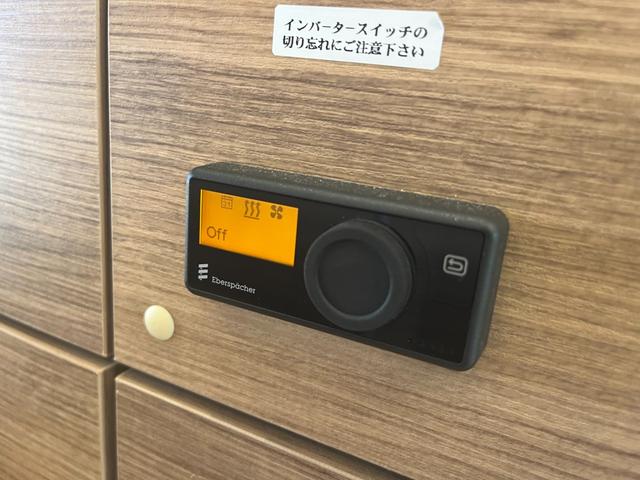 インバータースイッチの
切り忘れにご注意下さい
Off
Eberspächer